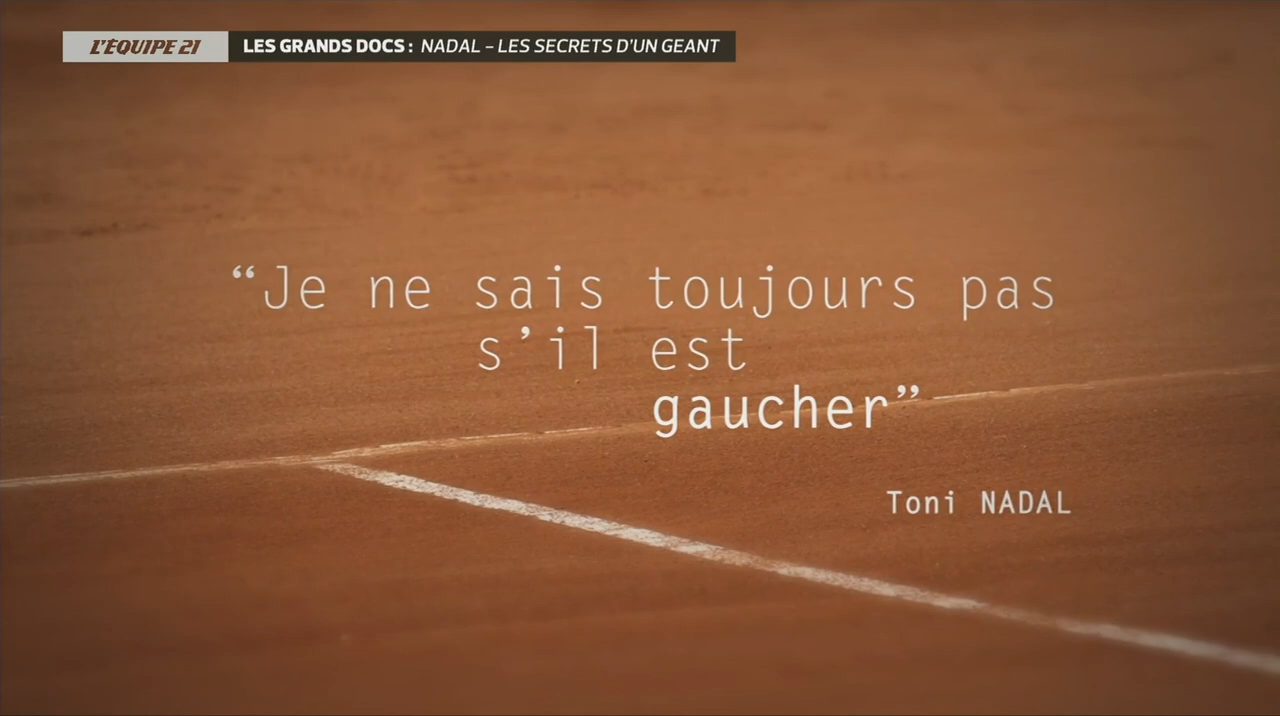 L'ÉQUIPE 21
LES GRANDS DOCS : NADAL – LES SECRETS D'UN GEANT
“Je ne sais toujours pas
s’il est
gaucher”
Toni NADAL